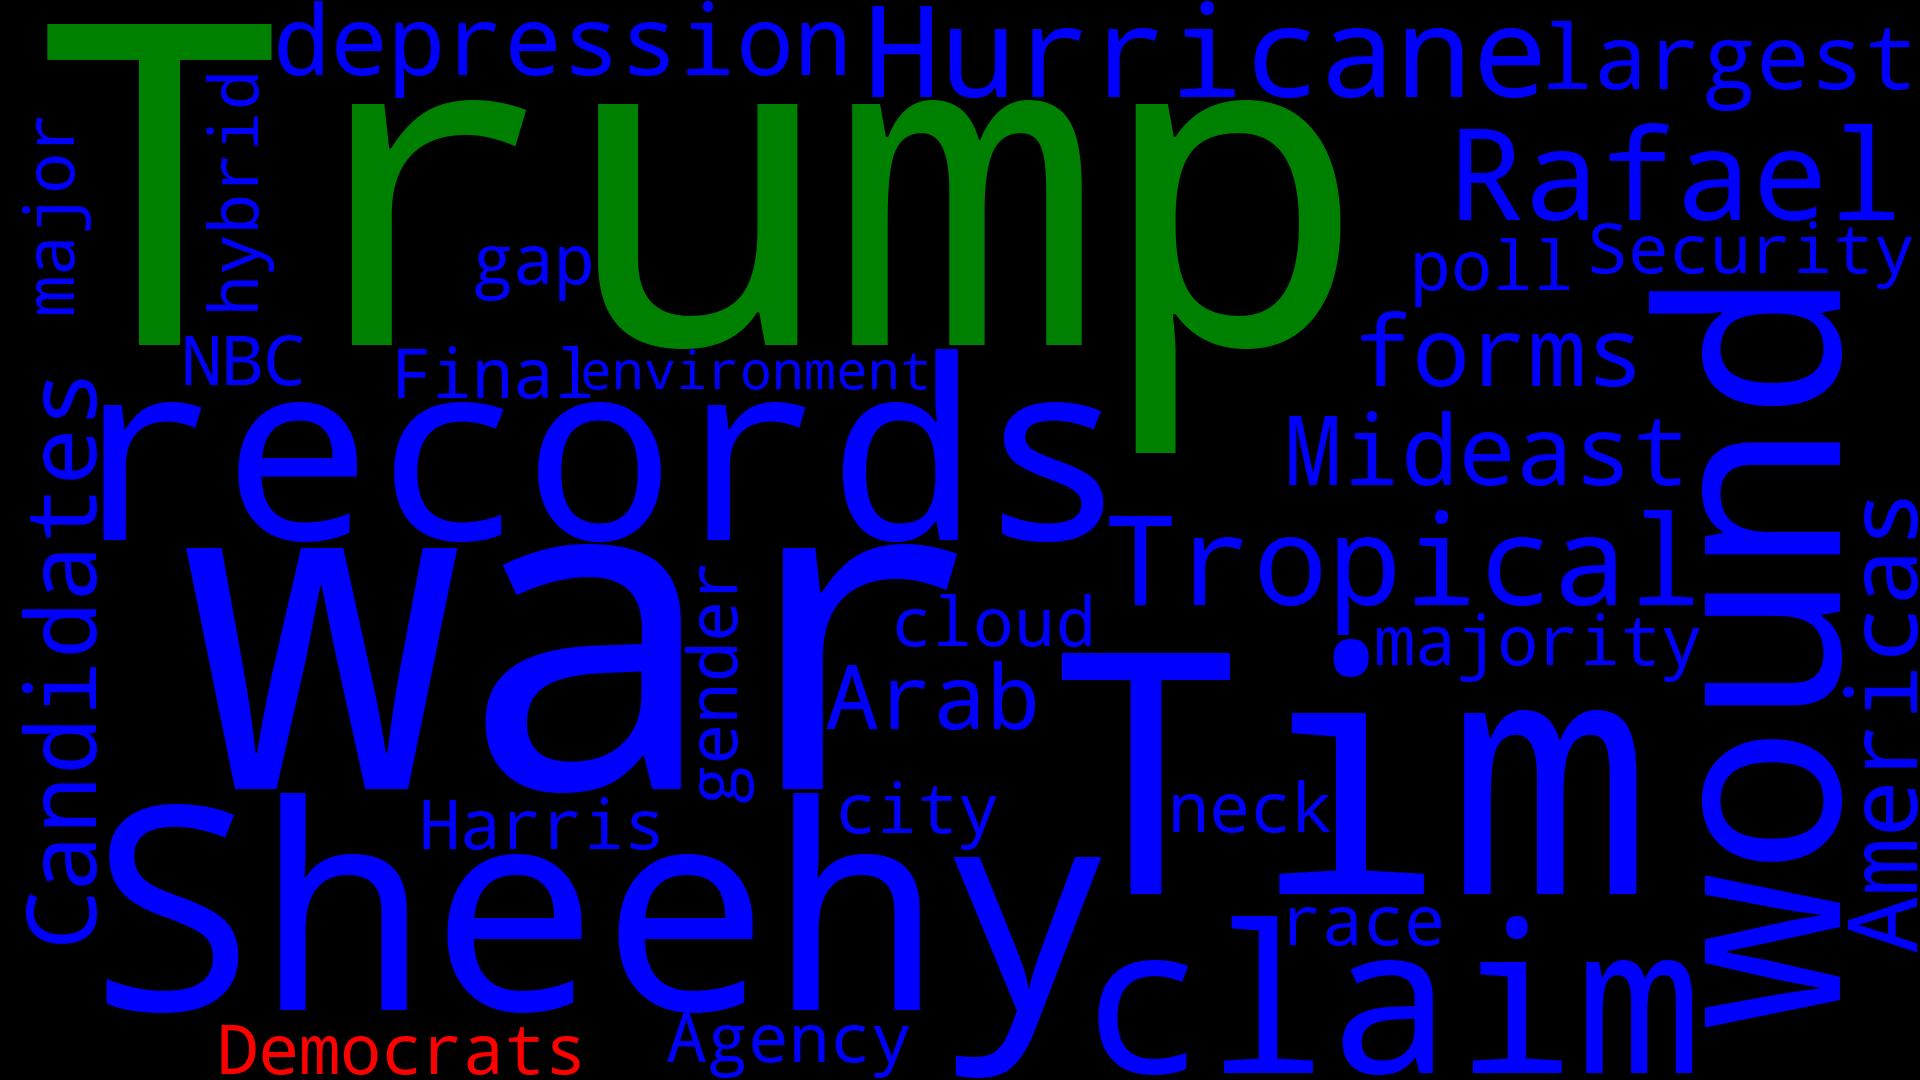 depression
Hurricane
largest
Trump
hybrid
major
Rafael
Security
gap
poll
NBC
Final
environment
forms
records
Mideast
wound
Candidates
Tropical
Americas
war
gender
cloud
majority
Arab
Tim
Harris
city
neck
Sheehy
race
claim
Democrats
Agency